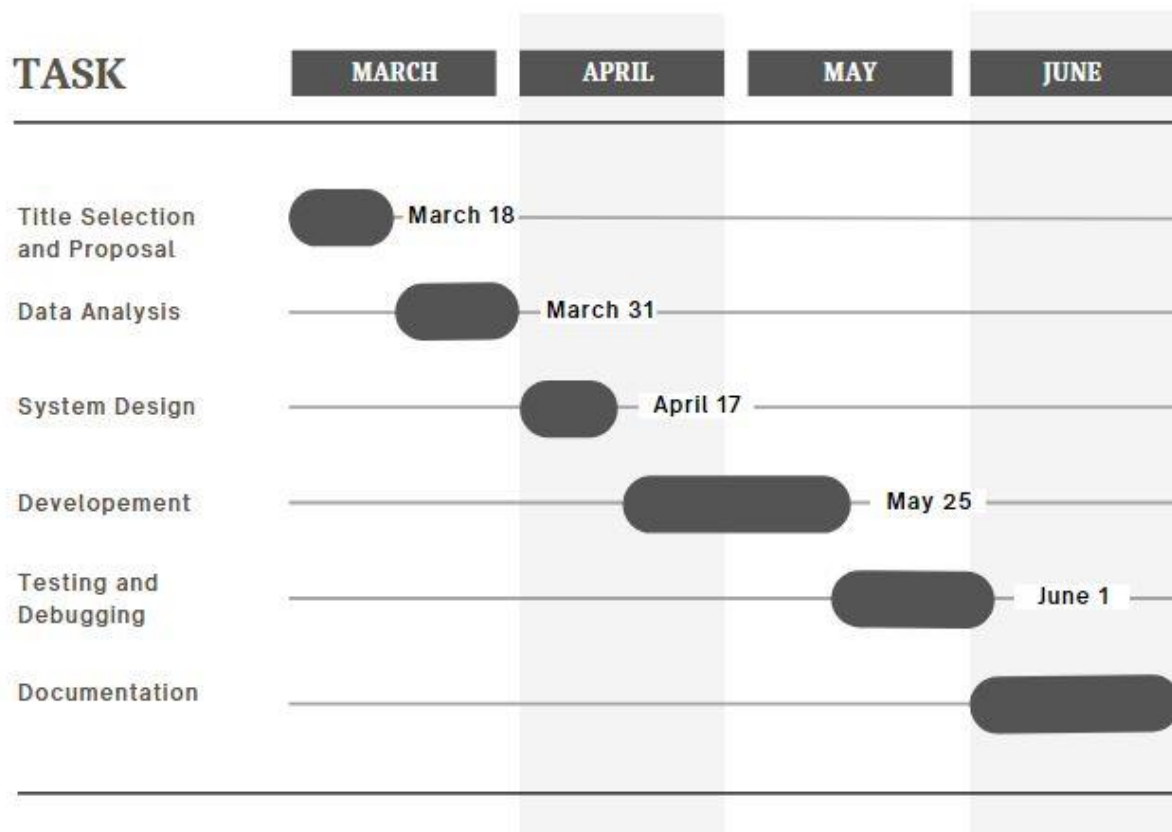 TASK MARCH APRIL MAY JUNE
Title Selection
and Proposal
March 18
Data Analysis
March 31
System Design
April 17
Developement
May 25
Testing and
Debugging
June 1
Documentation